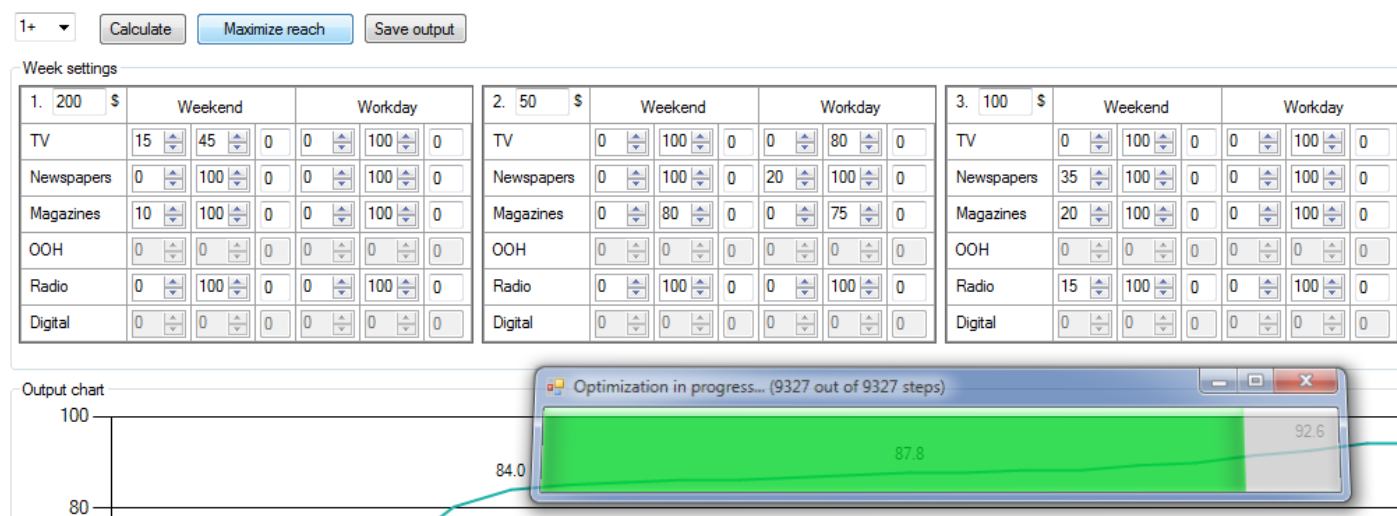 1+ Calculate Maximize reach Save output
Week settings
1. 200 $ Weekend Workday 2. 50 $ Weekend Workday 3. 100 $ Weekend Workday
TV 15 45 0 0 100 0 TV 0 100 0 0 80 0 TV 0 100 0 0 100 0
Newspapers 0 100 0 0 100 0 Newspapers 0 100 0 20 100 0 Newspapers 35 100 0 0 100 0
Magazines 10 100 0 0 100 0 Magazines 0 80 0 0 75 0 Magazines 20 100 0 0 100 0
OOH 0 0 0 0 0 0 OOH 0 0 0 0 0 0 OOH 0 0 0 0 0 0
Radio 0 100 0 0 100 0 Radio 0 100 0 0 100 0 Radio 15 100 0 0 100 0
Digital 0 0 0 0 0 0 Digital 0 0 0 0 0 0 Digital 0 0 0 0 0 0
Output chart
Optimization in progress... (9327 out of 9327 steps)
100
92.6
87.8
84.0
80